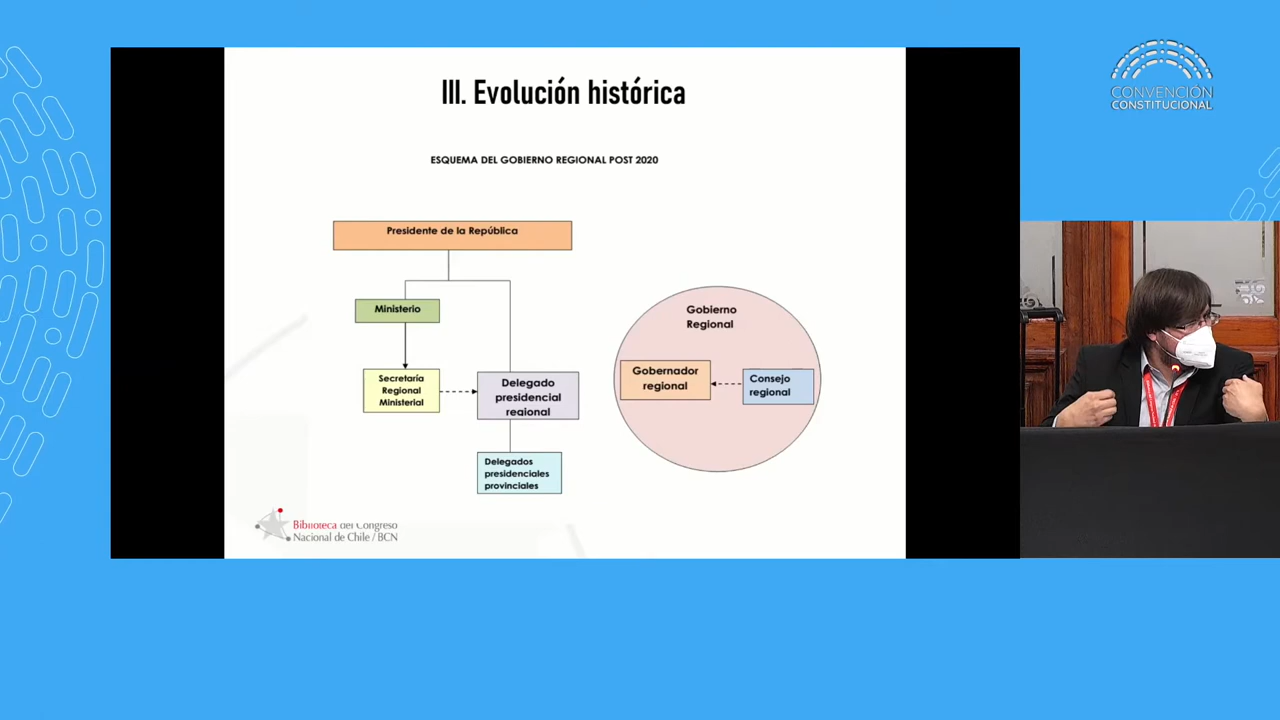 III. Evolución histórica
CONVENCIÓN
CONSTITUCIONAL
ESQUEMA DEL GOBIERNO REGIONAL POST 2020
Presidente de la República
Ministerio
Secretaría
Regional
Ministerial
Delegado
presidencial
regional
Delegados
presidenciales
provinciales
Gobierno
Regional
Gobernador
regional
Consejo
regional
Biblioteca del Congreso
Nacional de Chile / BCN